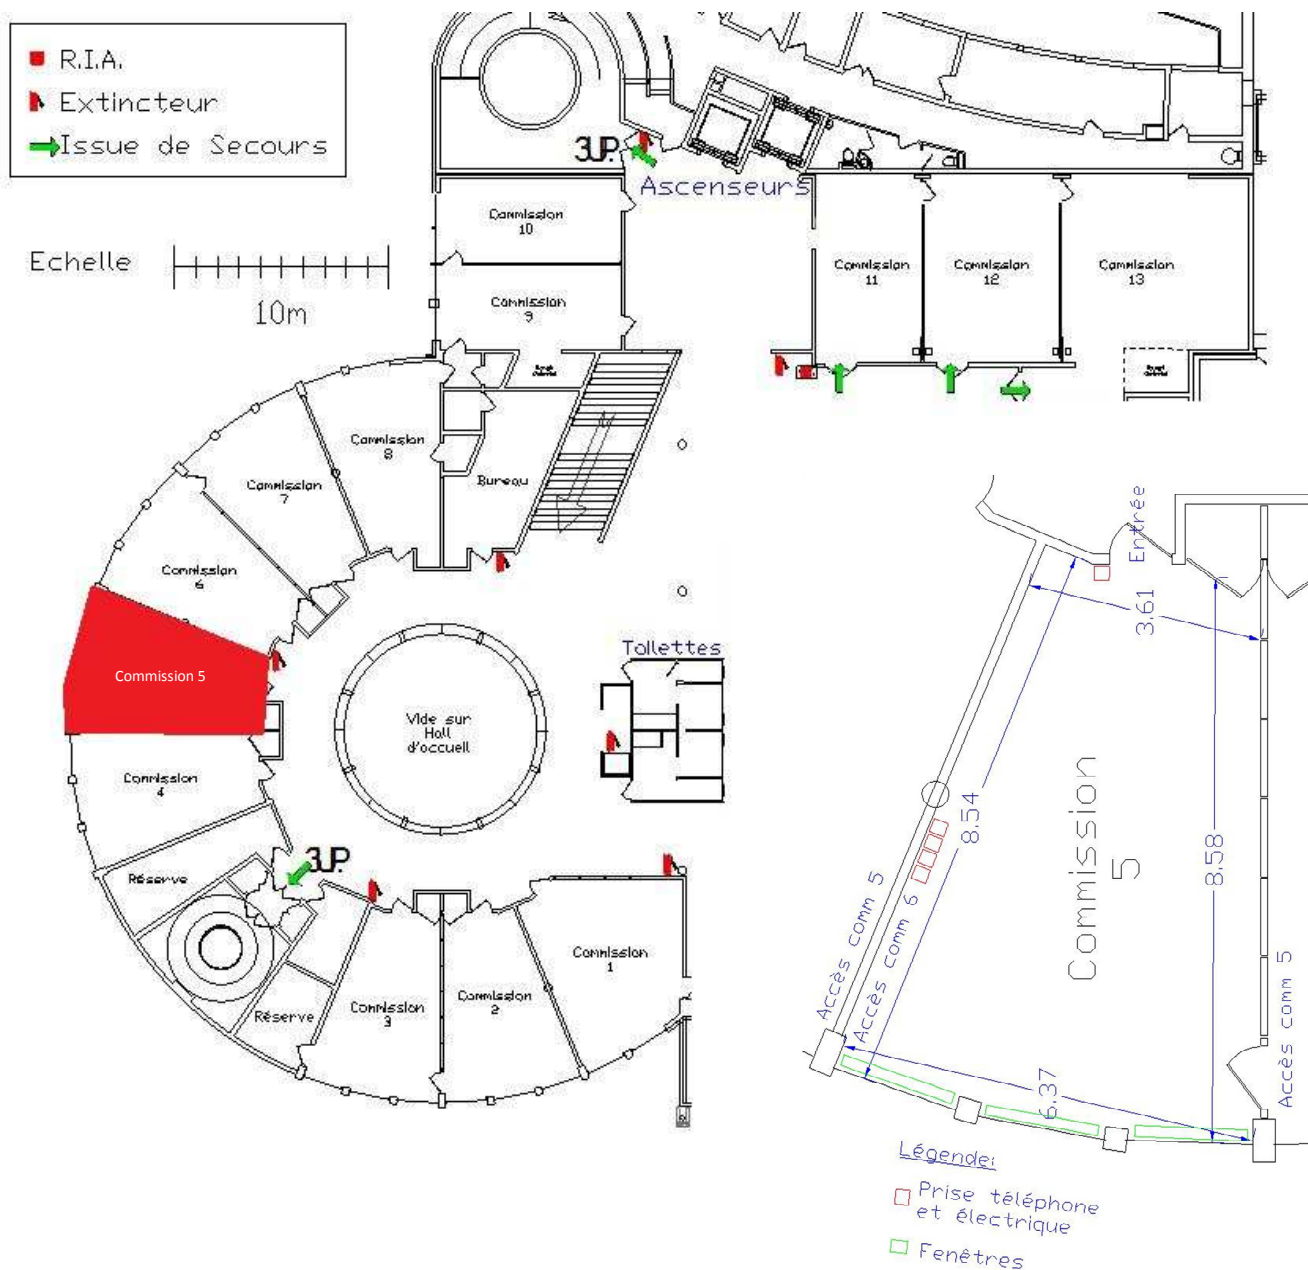 R.I.A.
Extincteur
Issue de Secours
Echelle
10m
3UP.
Ascenseurs
Commission
10
Commission
9
Commission
11
Commission
12
Commission
13
Commission
8
Bureau
Commission
7
Commission
6
Commission 5
Commission
4
Réserve
3UP.
Réserve
Commission
3
Commission
2
Commission
1
Vide sur
Hall
d'accueil
Toilettes
Entrée
3.61
8.54
8.58
6.37
Commission
5
Accès comm 5
Accès comm 6
Accès comm 5
Légende:
Prise téléphone
et électrique
Fenêtres